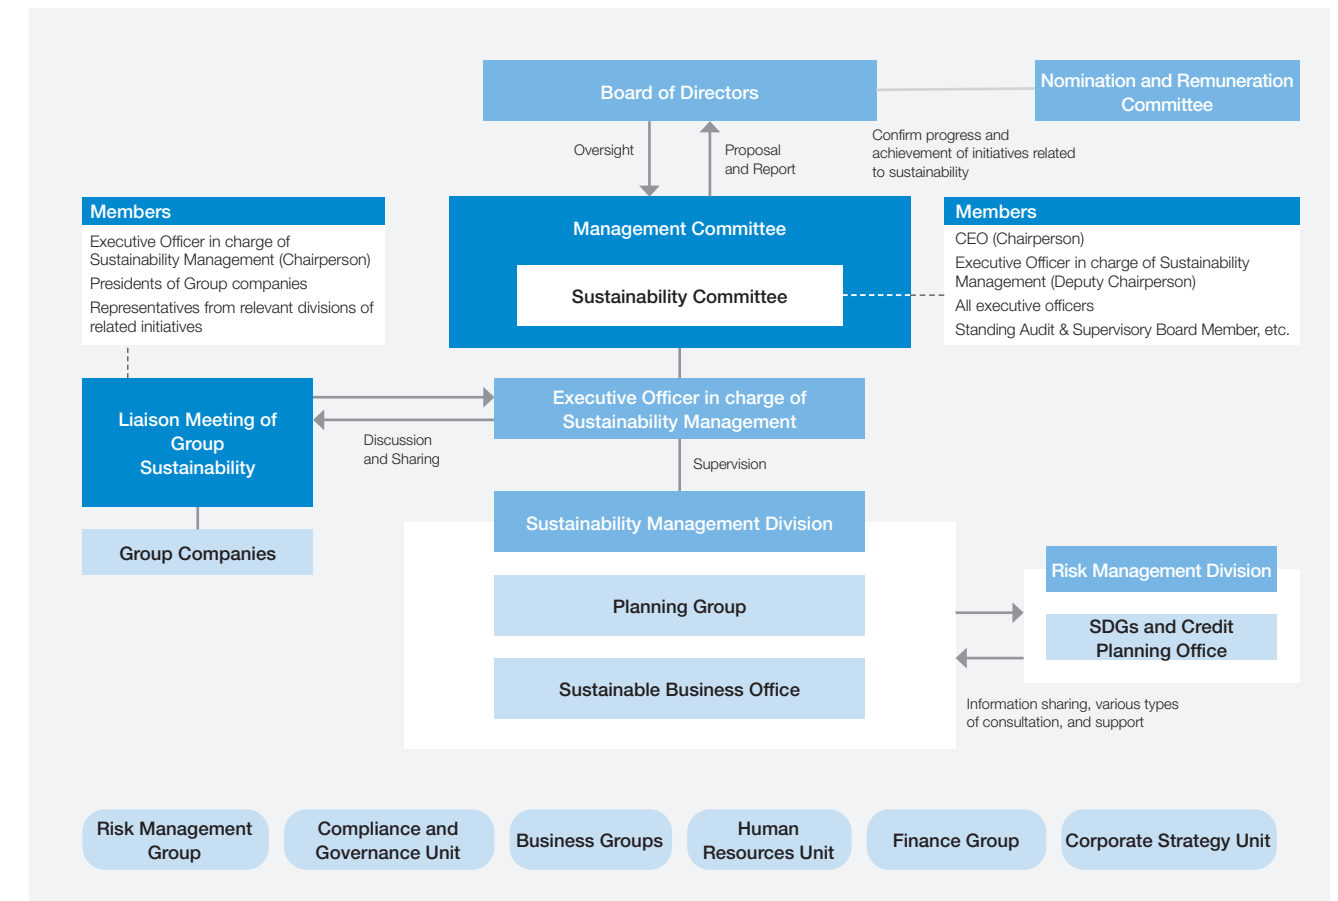 Board of Directors
Nomination and Remuneration
Committee
Oversight
Proposal
and Report
Confirm progress and
achievement of initiatives related
to sustainability
Members
Executive Officer in charge of
Sustainability Management (Chairperson)
Presidents of Group companies
Representatives from relevant divisions of
related initiatives
Management Committee
Sustainability Committee
Members
CEO (Chairperson)
Executive Officer in charge of Sustainability
Management (Deputy Chairperson)
All executive officers
Standing Audit & Supervisory Board Member, etc.
Liaison Meeting of
Group
Sustainability
Discussion
and Sharing
Executive Officer in charge of
Sustainability Management
Supervision
Group Companies
Sustainability Management Division
Planning Group
Sustainable Business Office
Risk Management Division
SDGs and Credit
Planning Office
Information sharing, various types
of consultation, and support
Risk Management
Group
Compliance and
Governance Unit
Business Groups
Human
Resources Unit
Finance Group
Corporate Strategy Unit